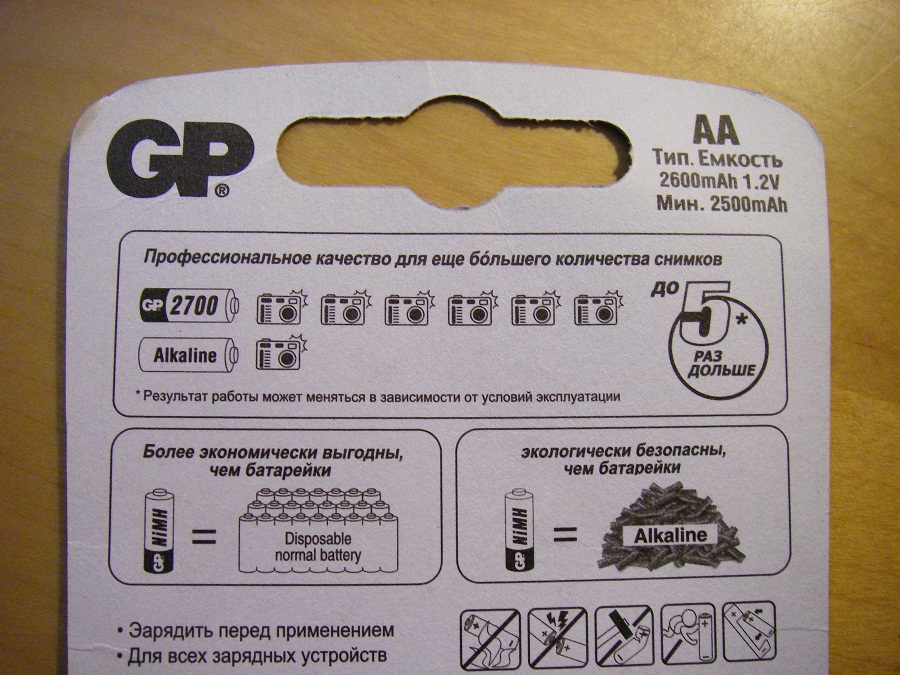 GP®
AA
Тип. Емкость
2600mAh 1.2V
Мин. 2500mAh
Профессиональное качество для еще бóльшего количества снимков
GP 2700
до 5*
РАЗ
ДОЛЬШЕ
Alkaline
* Результат работы может меняться в зависимости от условий эксплуатации
Более экономически выгодны,
чем батарейки
GP NiMH
=
Disposable
normal battery
экологически безопасны,
чем батарейки
GP NiMH
=
Alkaline
• Зарядить перед применением
• Для всех зарядных устройств